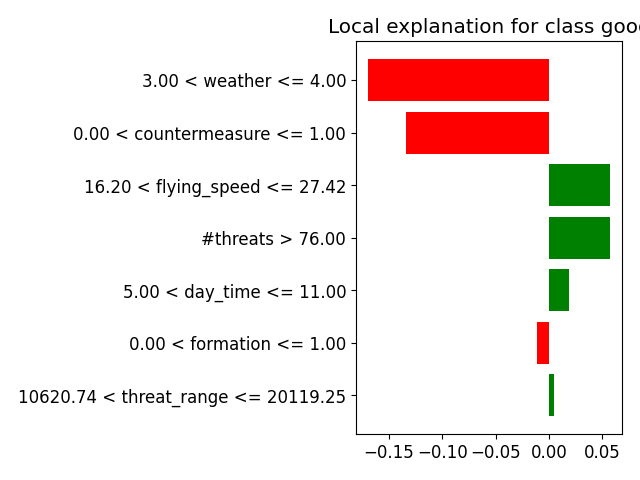 Local explanation for class goo
3.00 < weather <= 4.00
0.00 < countermeasure <= 1.00
16.20 < flying_speed <= 27.42
#threats > 76.00
5.00 < day_time <= 11.00
0.00 < formation <= 1.00
10620.74 < threat_range <= 20119.25
−0.15 −0.10 −0.05 0.00 0.05